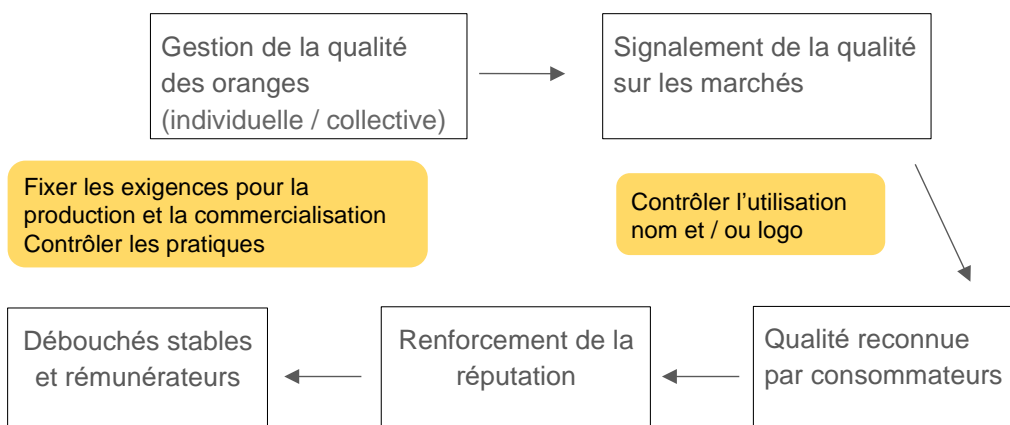 Gestion de la qualité
des oranges
(individuelle / collective)
Signalement de la qualité
sur les marchés
Fixer les exigences pour la
production et la commercialisation
Contrôler les pratiques
Contrôler l’utilisation
nom et / ou logo
Débouchés stables
et rémunérateurs
Renforcement de la
réputation
Qualité reconnue
par consommateurs